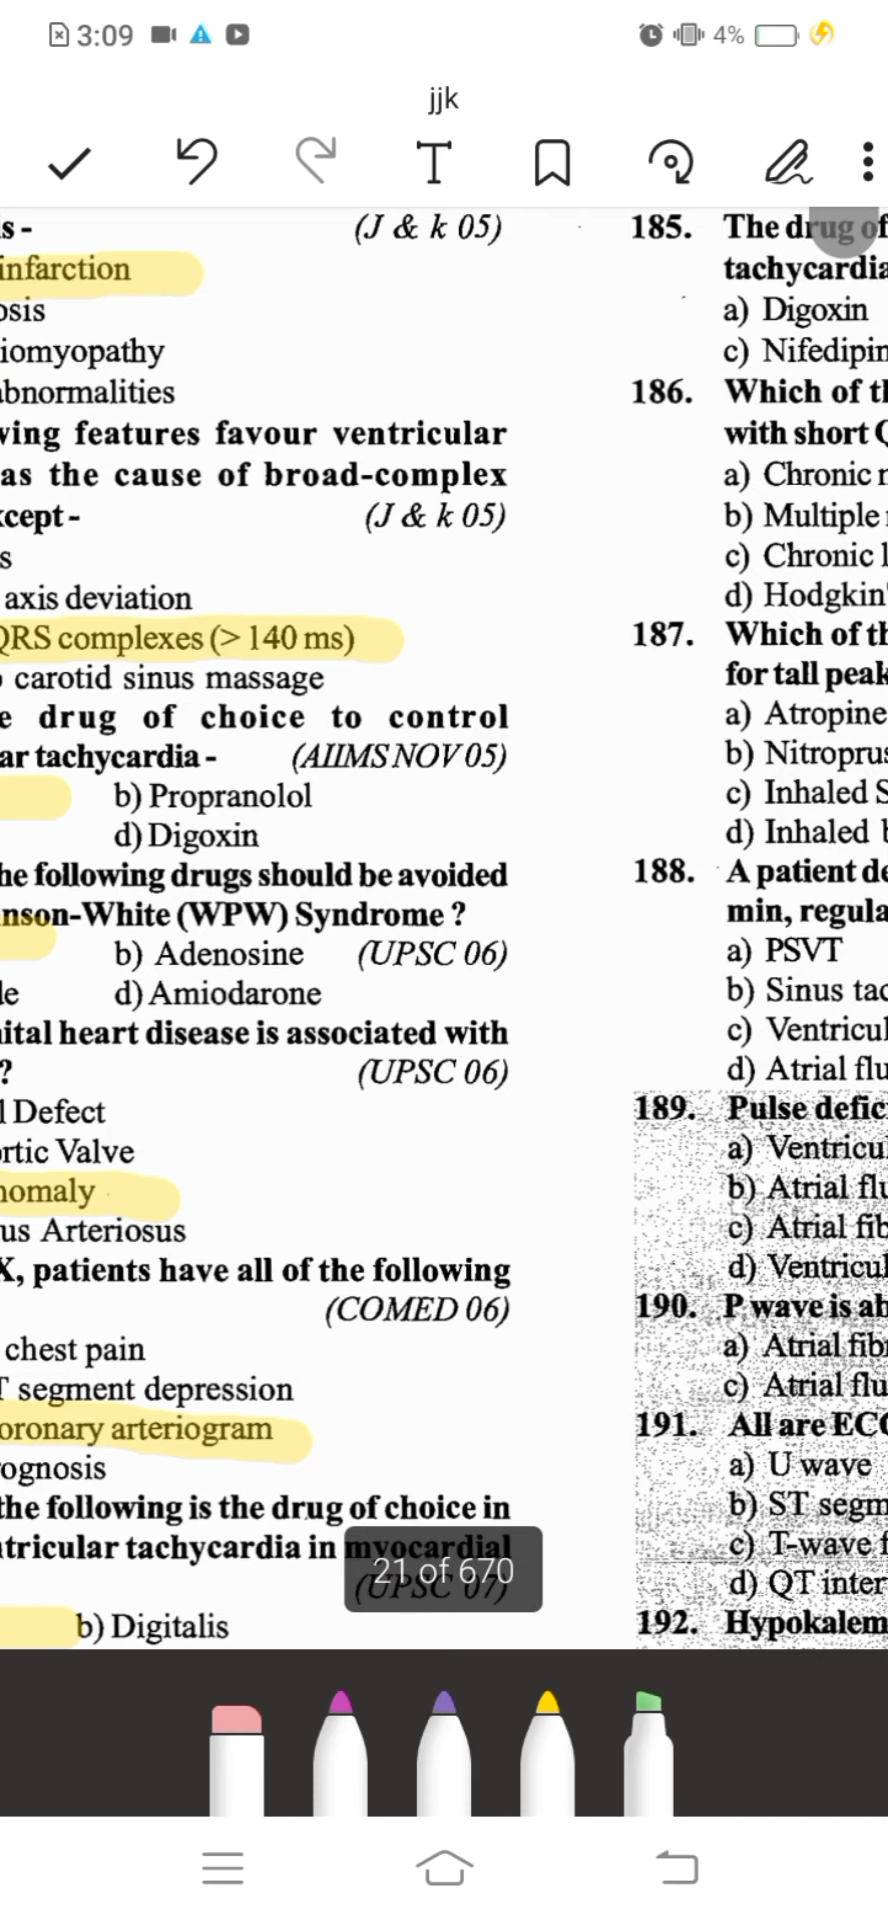 3:09
4%
jjk
s - (J & k 05)
infarction
osis
iomyopathy
abnormalities
ving features favour ventricular
as the cause of broad-complex
xcept - (J & k 05)
s
axis deviation
QRS complexes (> 140 ms)
carotid sinus massage
e drug of choice to control
ar tachycardia - (AIIMS NOV 05)
b) Propranolol
d) Digoxin
he following drugs should be avoided
nson-White (WPW) Syndrome ?
b) Adenosine (UPSC 06)
le d) Amiodarone
ital heart disease is associated with
? (UPSC 06)
l Defect
ortic Valve
nomaly
us Arteriosus
X, patients have all of the following
(COMED 06)
chest pain
T segment depression
oronary arteriogram
rognosis
the following is the drug of choice in
tricular tachycardia in myocardial
(UPSC 07)
b) Digitalis
185. The drug of
tachycardia
a) Digoxin
c) Nifedipin
186. Which of th
with short Q
a) Chronic r
b) Multiple
c) Chronic l
d) Hodgkin'
187. Which of th
for tall peak
a) Atropine
b) Nitroprus
c) Inhaled S
d) Inhaled b
188. A patient de
min, regula
a) PSVT
b) Sinus tac
c) Ventricul
d) Atrial flu
189. Pulse defic
a) Ventricu
b) Atrial flu
c) Atrial fib
d) Ventricul
190. P wave is ab
a) Atrial fibr
c) Atrial flu
191. All are ECG
a) U wave
b) ST segm
c) T-wave f
d) QT inter
192. Hypokalem
21 of 670